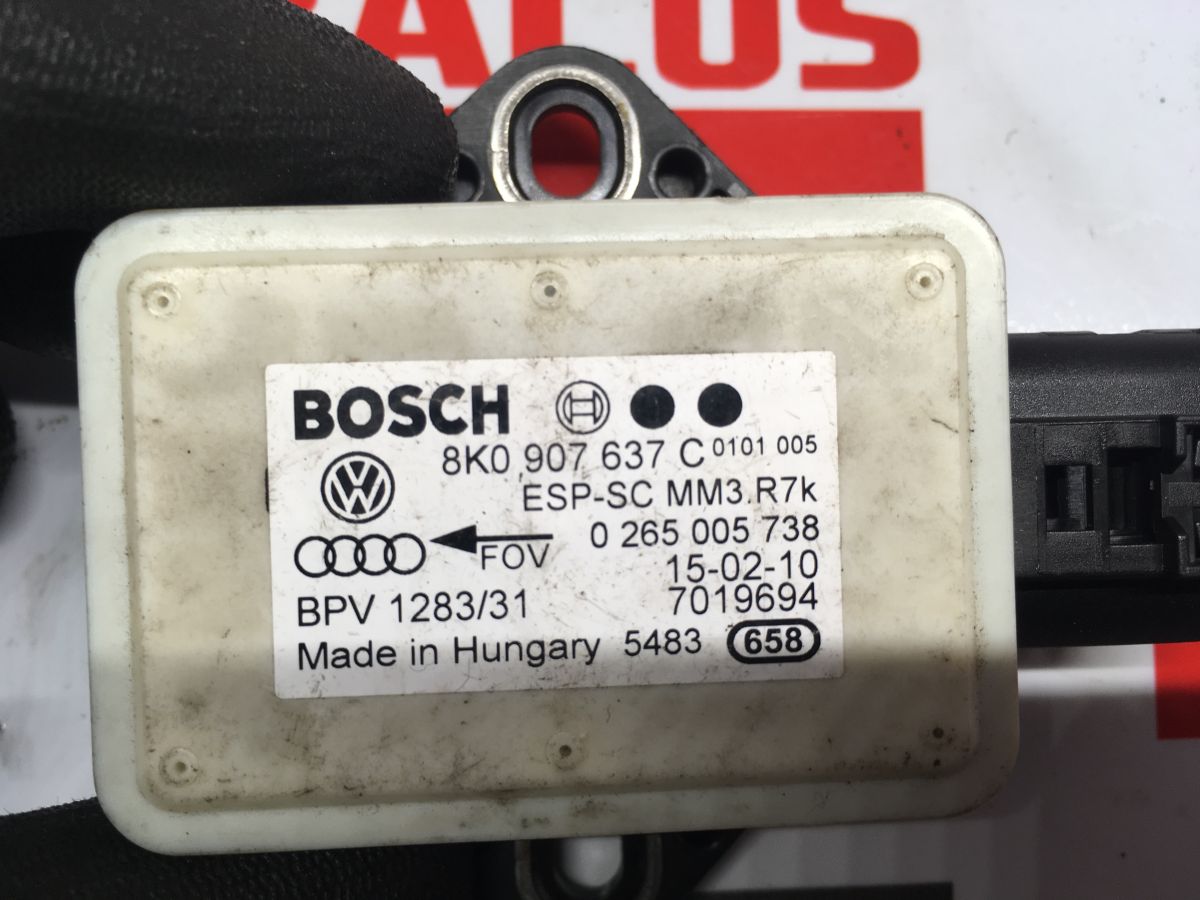 BOSCH
8K0 907 637 C 0101 005
ESP-SC MM3.R7k
0 265 005 738
FOV
15-02-10
BPV 1283/31 7019694
Made in Hungary 5483 658